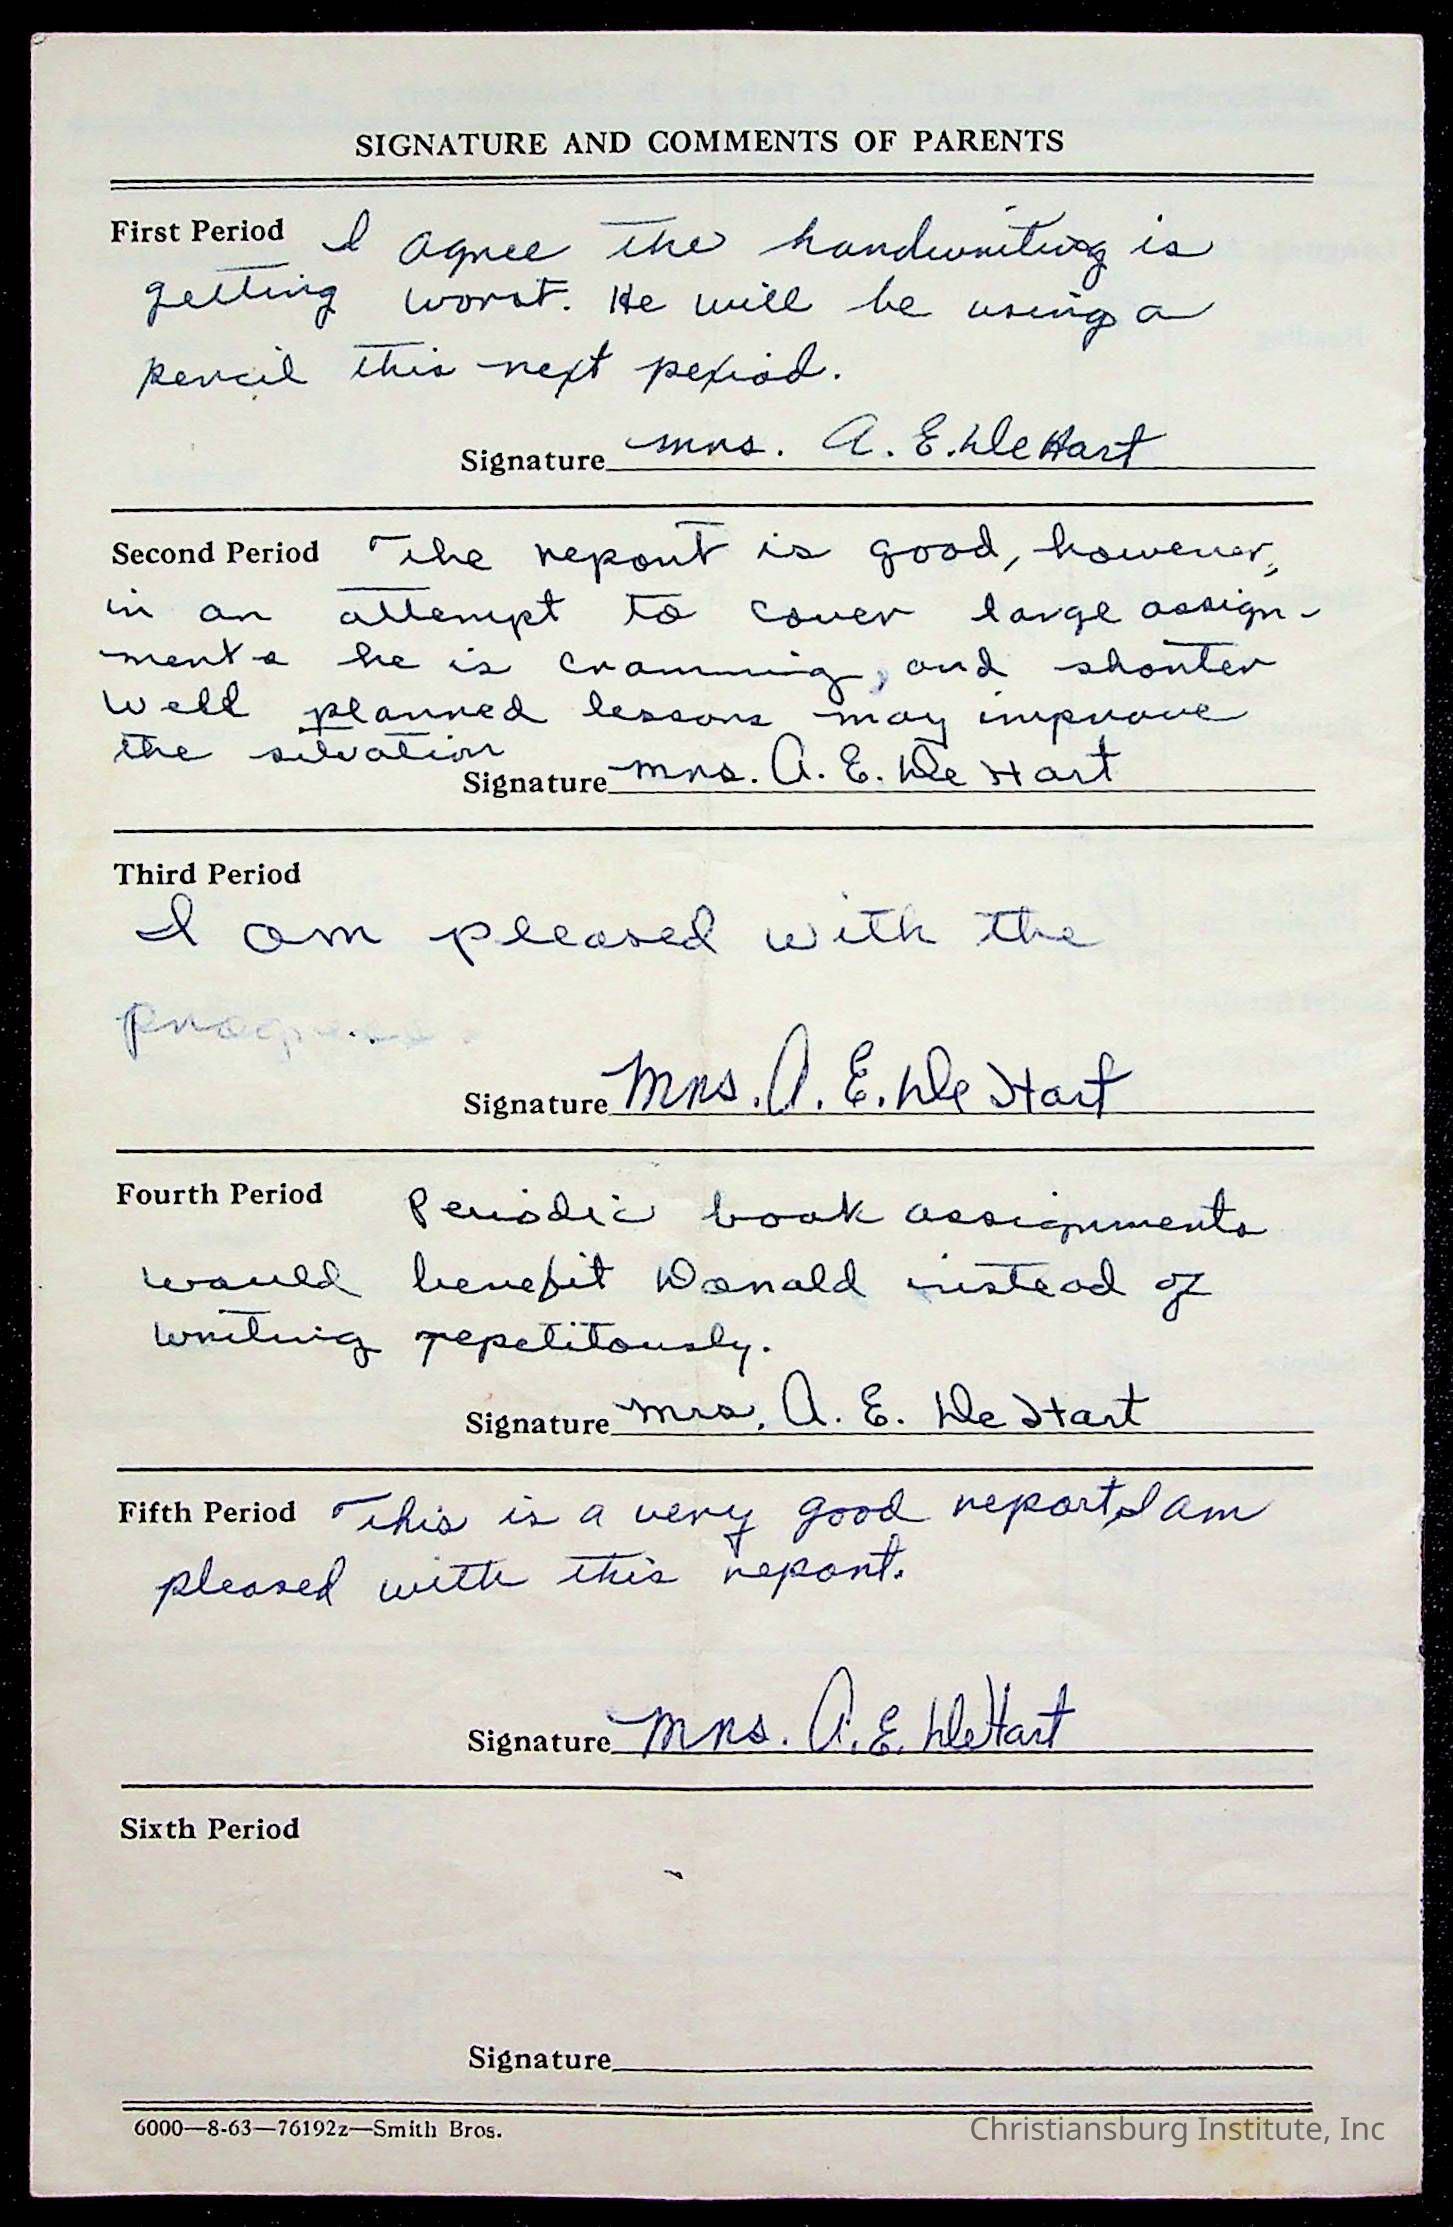 SIGNATURE AND COMMENTS OF PARENTS
First Period I agree the handwriting is
getting worst. He will be using a
pencil this next period.
Signature Mrs. A. E. DeHart
Second Period The report is good, however,
in an attempt to cover large assign-
ments he is cramming, and shorter
well planned lessons may improve
the situation
Signature Mrs. A. E. DeHart
Third Period
I am pleased with the
progress.
Signature Mrs. A. E. DeHart
Fourth Period Periodic book assignments
would benefit Donald instead of
writing repetitously.
Signature Mrs. A. E. DeHart
Fifth Period This is a very good report, I am
pleased with this report.
Signature Mrs. A. E. DeHart
Sixth Period
Signature
6000—8-63—76192z—Smith Bros.
Christiansburg Institute, Inc